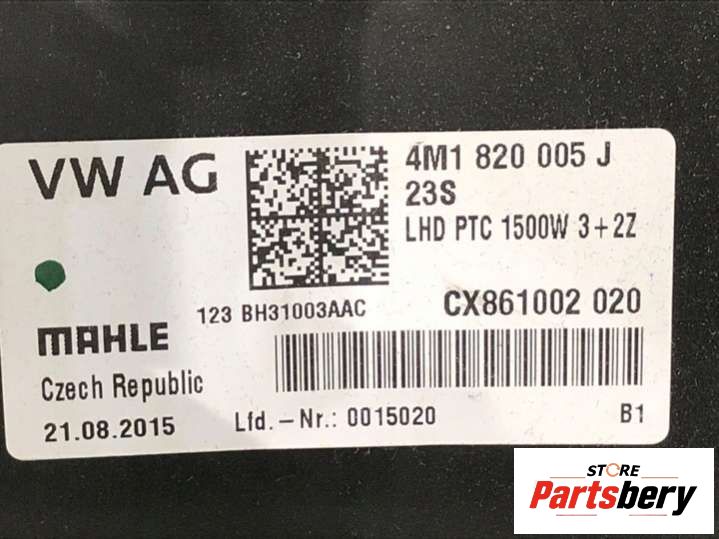 VW AG
4M1 820 005 J
23S
LHD PTC 1500W 3+2Z
123 BH31003AAC
CX861002 020
MAHLE
Czech Republic
21.08.2015
Lfd.-Nr.: 0015020
B1
STORE
Partsbery